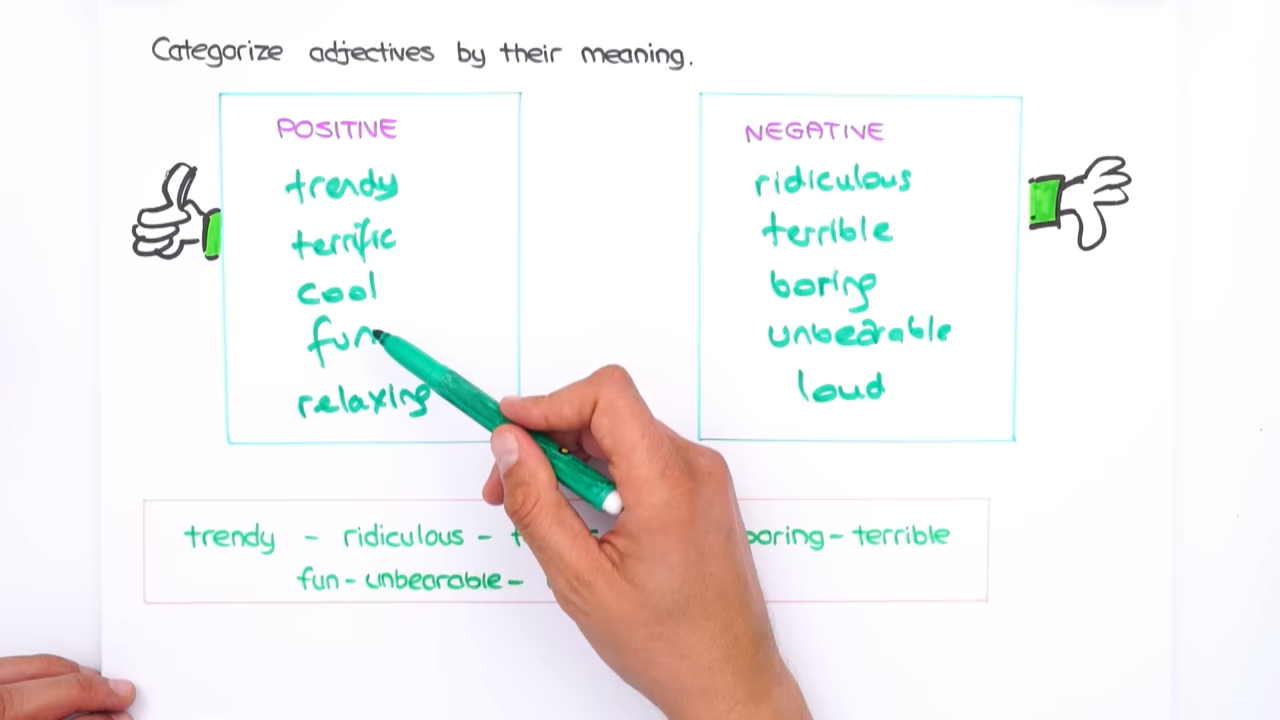 Categorize adjectives by their meaning.
POSITIVE
trendy
terrific
cool
fun
relaxing
NEGATIVE
ridiculous
terrible
boring
unbearable
loud
trendy - ridiculous - boring - terrible
fun - unbearable -